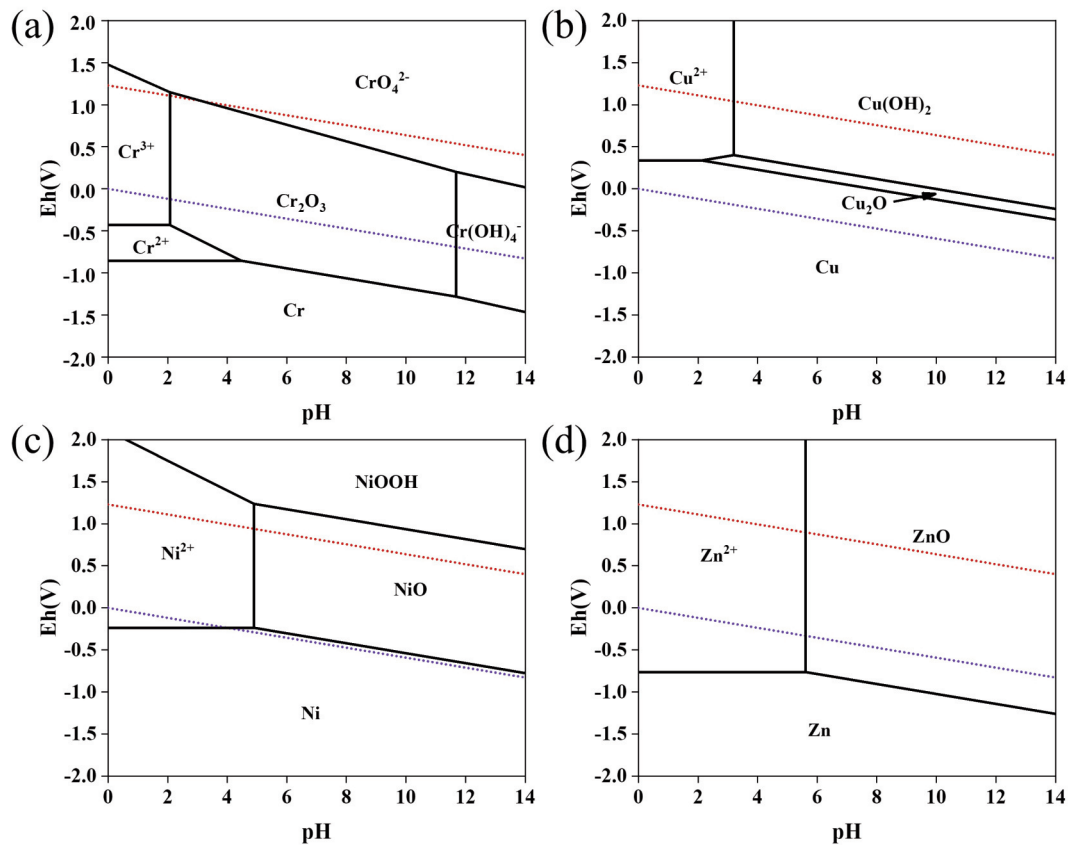 (a)
2.0
1.5
1.0
0.5
0.0
-0.5
-1.0
-1.5
-2.0
Eh(V)
CrO₄²⁻
Cr³⁺
Cr₂O₃
Cr(OH)₄⁻
Cr²⁺
Cr
0 2 4 6 8 10 12 14
pH
(b)
2.0
1.5
1.0
0.5
0.0
-0.5
-1.0
-1.5
-2.0
Eh(V)
Cu²⁺
Cu(OH)₂
Cu₂O
Cu
0 2 4 6 8 10 12 14
pH
(c)
2.0
1.5
1.0
0.5
0.0
-0.5
-1.0
-1.5
-2.0
Eh(V)
NiOOH
Ni²⁺
NiO
Ni
0 2 4 6 8 10 12 14
pH
(d)
2.0
1.5
1.0
0.5
0.0
-0.5
-1.0
-1.5
-2.0
Eh(V)
ZnO
Zn²⁺
Zn
0 2 4 6 8 10 12 14
pH